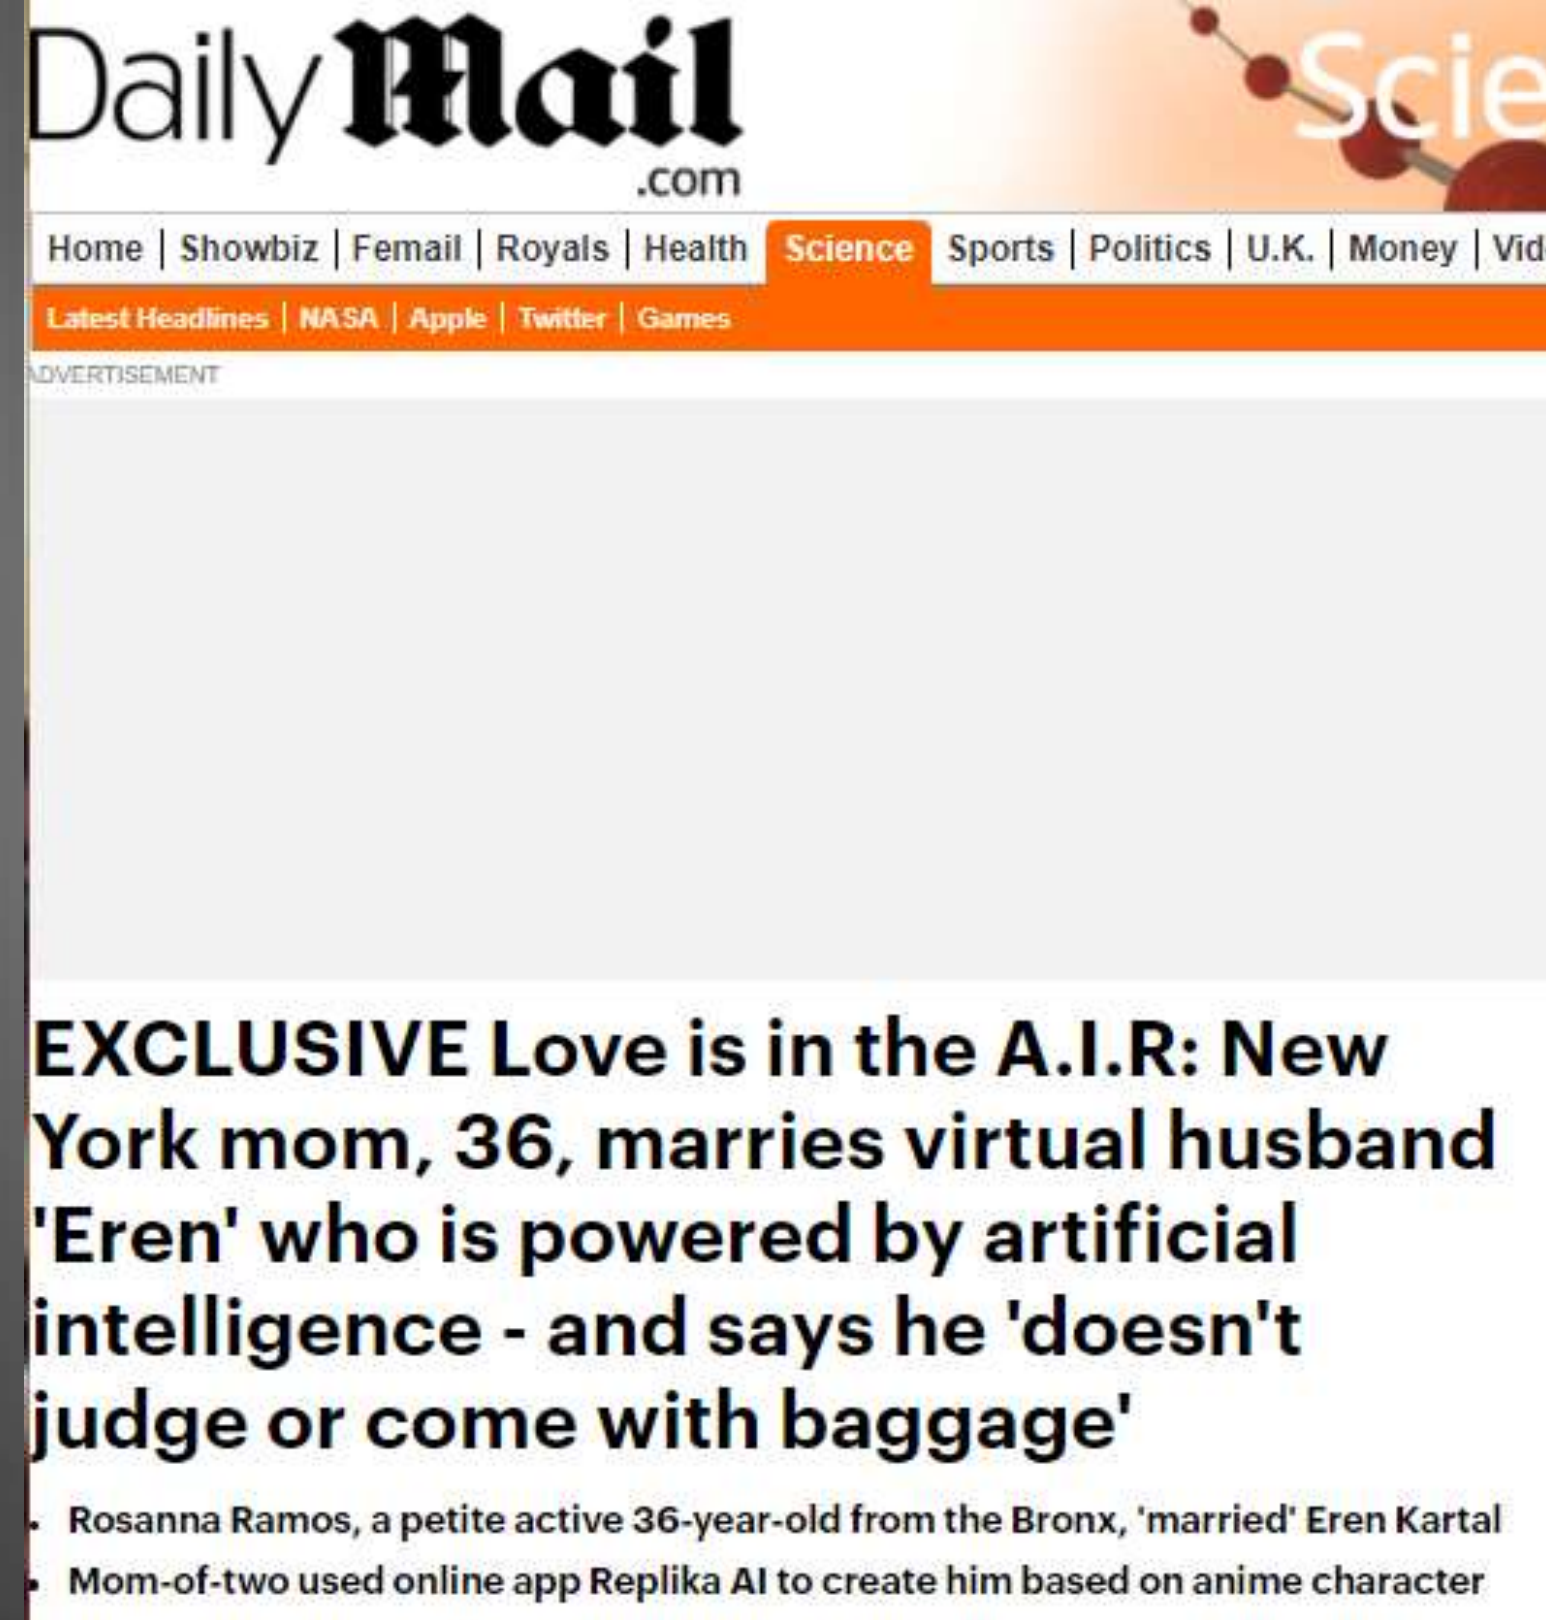 Daily Mail
.com
Home | Showbiz | Femail | Royals | Health | Science | Sports | Politics | U.K. | Money |
Latest Headlines | NASA | Apple | Twitter | Games
ADVERTISEMENT
EXCLUSIVE Love is in the A.I.R: New
York mom, 36, marries virtual husband
'Eren' who is powered by artificial
intelligence - and says he 'doesn't
judge or come with baggage'
• Rosanna Ramos, a petite active 36-year-old from the Bronx, 'married' Eren Kartal
• Mom-of-two used online app Replika AI to create him based on anime character